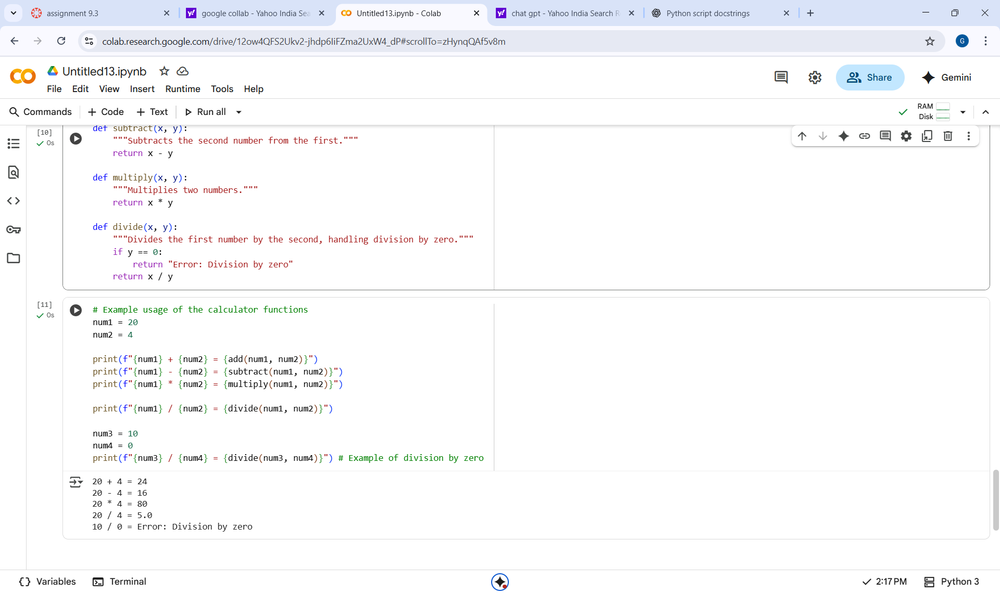 assignment 9.3
google collab - Yahoo India Sea
Untitled13.ipynb - Colab
chat gpt - Yahoo India Search R
Python script docstrings
colab.research.google.com/drive/12ow4QFS2Ukv2-jhdp6IiFZma2UxW4_dP#scrollTo=zHynqQAf5v8m
G
Untitled13.ipynb
File Edit View Insert Runtime Tools Help
Share
Gemini
Commands + Code + Text Run all
RAM
Disk
[10]
0s
def subtract(x, y):
"""Subtracts the second number from the first."""
return x - y
def multiply(x, y):
"""Multiplies two numbers."""
return x * y
def divide(x, y):
"""Divides the first number by the second, handling division by zero."""
if y == 0:
return "Error: Division by zero"
return x / y
[11]
0s
# Example usage of the calculator functions
num1 = 20
num2 = 4
print(f"{num1} + {num2} = {add(num1, num2)}")
print(f"{num1} - {num2} = {subtract(num1, num2)}")
print(f"{num1} * {num2} = {multiply(num1, num2)}")
print(f"{num1} / {num2} = {divide(num1, num2)}")
num3 = 10
num4 = 0
print(f"{num3} / {num4} = {divide(num3, num4)}") # Example of division by zero
20 + 4 = 24
20 - 4 = 16
20 * 4 = 80
20 / 4 = 5.0
10 / 0 = Error: Division by zero
Variables
Terminal
2:17 PM
Python 3